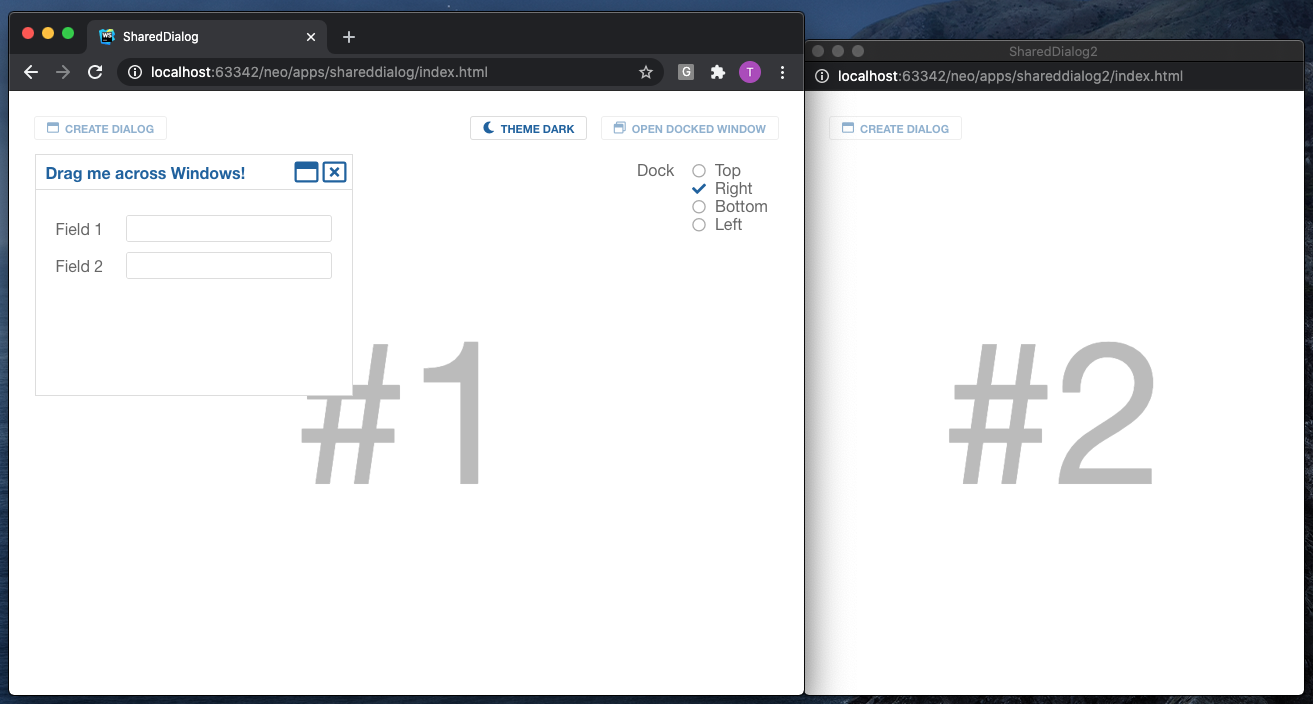 SharedDialog
localhost:63342/neo/apps/shareddialog/index.html
G
T
CREATE DIALOG
THEME DARK
OPEN DOCKED WINDOW
Drag me across Windows!
Field 1
Field 2
Dock
Top
Right
Bottom
Left
#1
SharedDialog2
localhost:63342/neo/apps/shareddialog2/index.html
CREATE DIALOG
#2